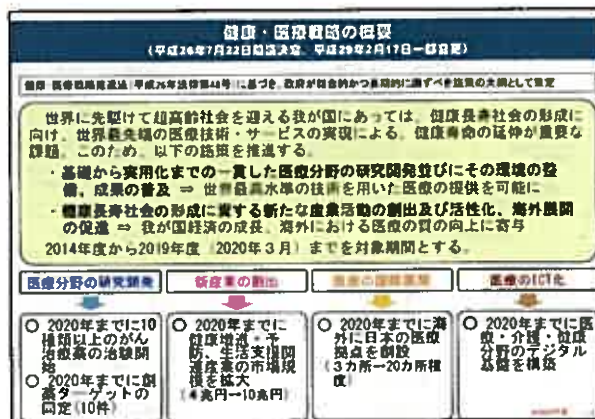 健康・医療戦略の概要
(平成26年7月22日閣議決定、平成29年2月17日一部変更)
健康・医療戦略推進法(平成26年法律第48号)に基づき、政府が総合的かつ長期的に講ずべき施策の大綱として策定
世界に先駆けて超高齢社会を迎える我が国にあっては、健康長寿社会の形成に
向け、世界最先端の医療技術・サービスの実現による、健康寿命の延伸が重要な
課題。このため、以下の施策を推進する。
・基礎から実用化までの一貫した医療分野の研究開発並びにその環境の整
備、成果の普及 ⇒ 世界最高水準の技術を用いた医療の提供を可能に
・健康長寿社会の形成に資する新たな産業活動の創出及び活性化、海外展開
の促進 ⇒ 我が国経済の成長、海外における医療の質の向上に寄与
2014年度から2019年度(2020年3月)までを対象期間とする。
医療分野の研究開発 新産業の創出 医療の国際展開 医療のICT化
○ 2020年までに10
種類以上のがん
治療薬の治験開
始
○ 2020年までに創
薬ターゲットの
同定(10件)
○ 2020年までに
健康増進・予
防、生活支援関
連産業の市場規
模を拡大
(4兆円→10兆円)
○ 2020年までに海
外に日本の医療
拠点を創設
(3カ所→20カ所程
度)
○ 2020年までに医
療・介護・健康
分野のデジタル
基盤を構築